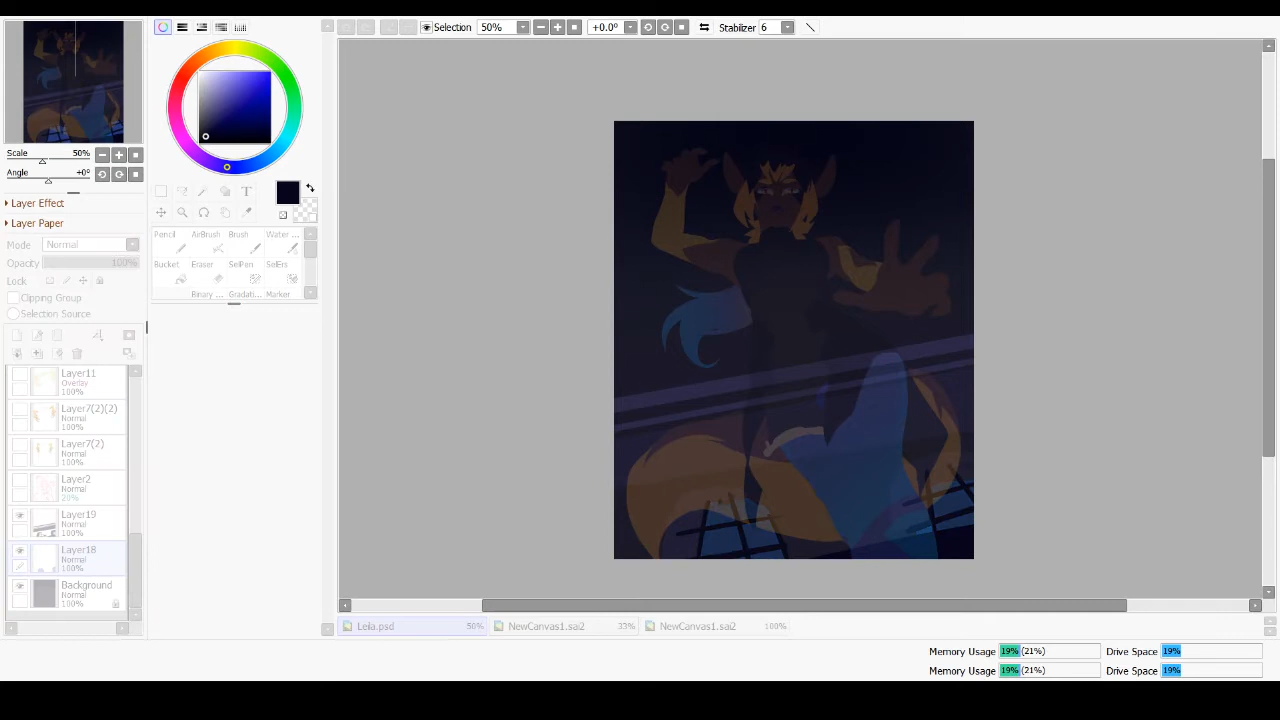 Selection 50% +0.0° Stabilizer 6
Scale 50%
Angle +0°
Layer Effect
Layer Paper
Mode Normal
Opacity 100%
Lock
Clipping Group
Selection Source
Layer11
Overlay
100%
Layer7(2)(2)
Normal
100%
Layer7(2)
Normal
100%
Layer2
Normal
20%
Layer19
Normal
100%
Layer18
Normal
100%
Background
Normal
100%
T
Pencil AirBrush Brush Water ...
Bucket Eraser SelPen SelErs
Binary ... Gradati... Marker
Leila.psd 50% NewCanvas1.sai2 33% NewCanvas1.sai2 100%
Memory Usage 19% (21%) Drive Space 19%
Memory Usage 19% (21%) Drive Space 19%